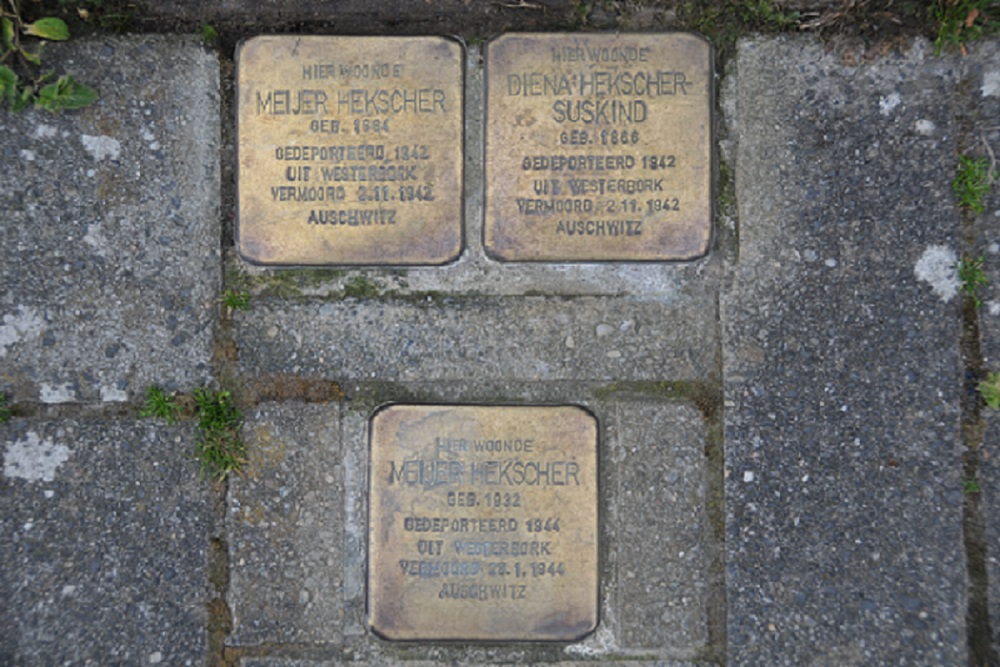 HIER WOONDE
MEIJER HEKSCHER
GEB. 1864
GEDEPORTEERD 1942
UIT WESTERBORK
VERMOORD 2.11.1942
AUSCHWITZ
HIER WOONDE
DIENA HEKSCHER-
SUSKIND
GEB. 1866
GEDEPORTEERD 1942
UIT WESTERBORK
VERMOORD 2.11.1942
AUSCHWITZ
HIER WOONDE
MEIJER HEKSCHER
GEB. 1932
GEDEPORTEERD 1944
UIT WESTERBORK
VERMOORD 28.1.1944
AUSCHWITZ